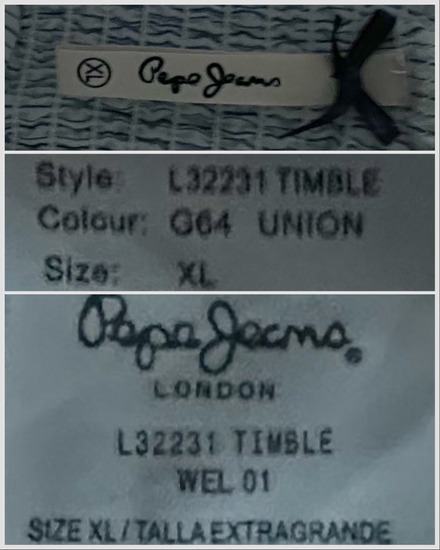 XL
Pepe Jeans
Style: L32231 TIMBLE
Colour: G64 UNION
Size: XL
Pepe Jeans
LONDON
L32231 TIMBLE
WEL 01
SIZE XL / TALLA EXTRAGRANDE